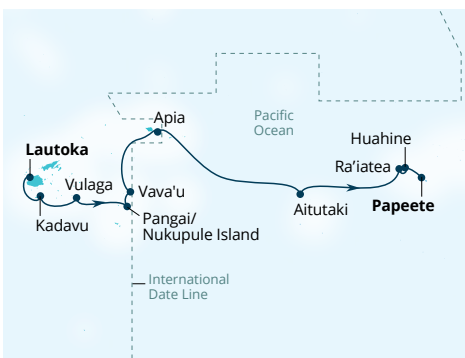 Apia
Pacific
Ocean
Huahine
Lautoka
Ra'iatea
Vulaga
Vava'u
Aitutaki
Papeete
Kadavu
Pangai/
Nukupule Island
International
Date Line